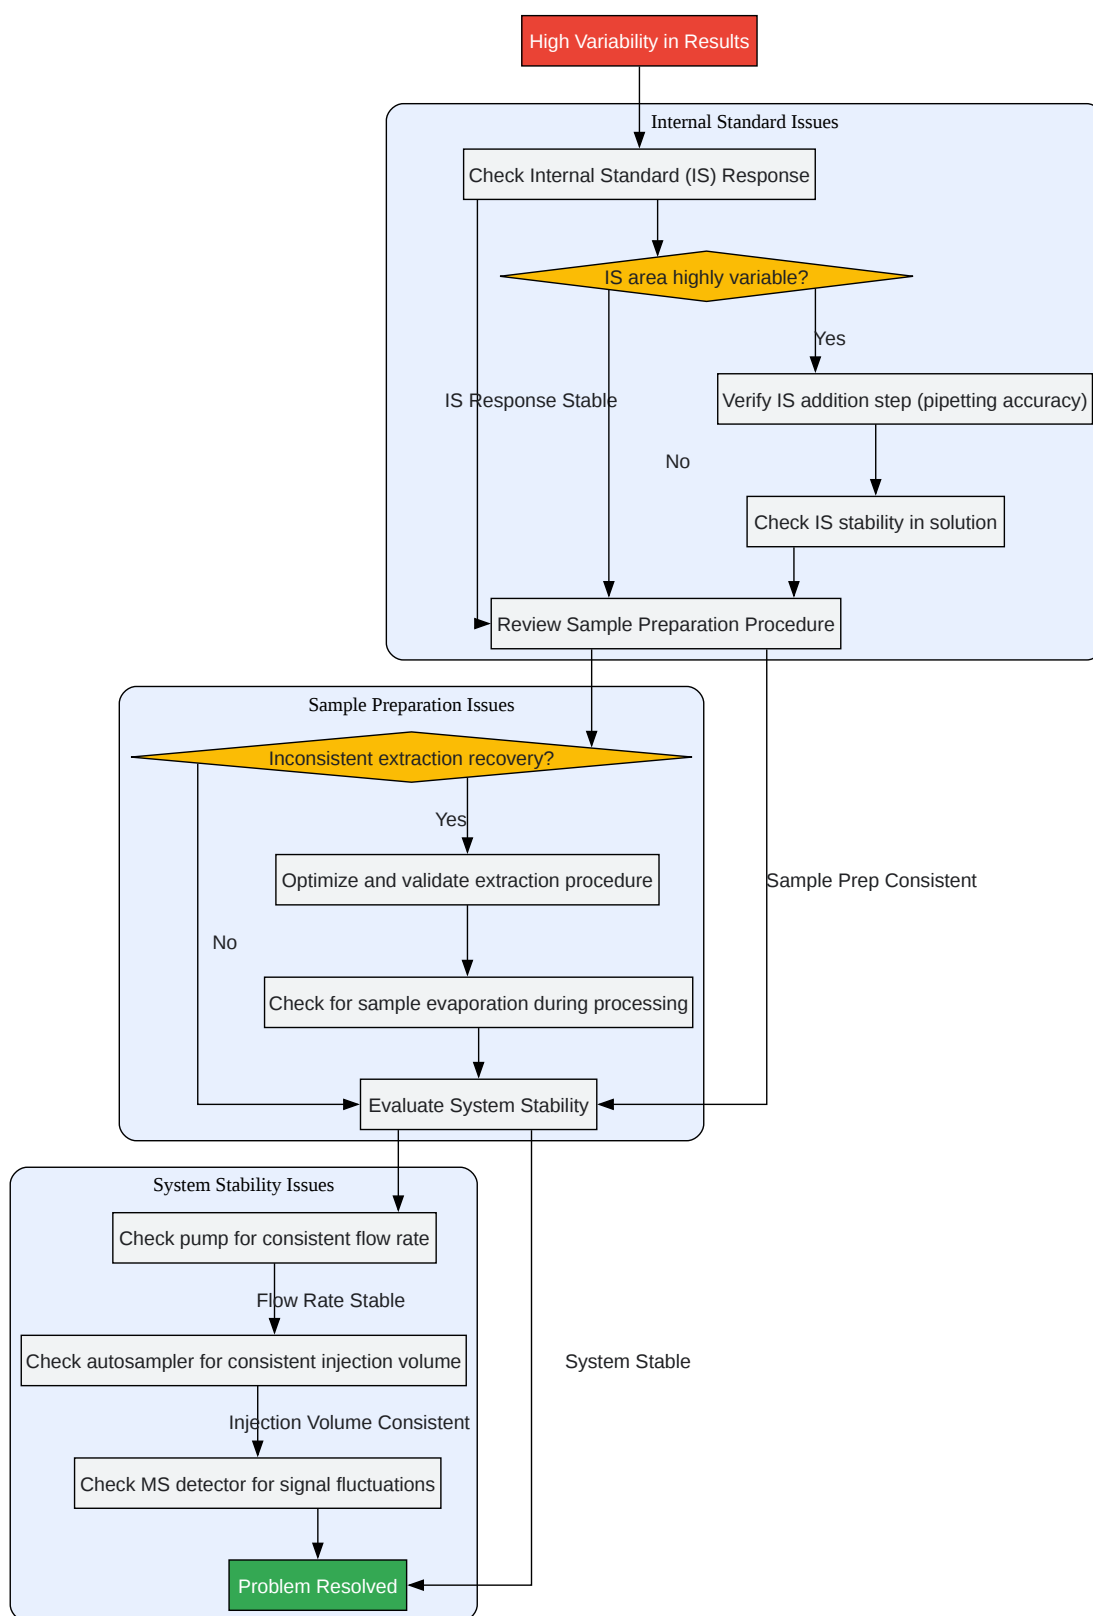 High Variability in Results
Internal Standard Issues
Check Internal Standard (IS) Response
IS area highly variable?
Yes
IS Response Stable
Verify IS addition step (pipetting accuracy)
No
Check IS stability in solution
Review Sample Preparation Procedure
Sample Preparation Issues
Inconsistent extraction recovery?
Yes
Optimize and validate extraction procedure
Sample Prep Consistent
No
Check for sample evaporation during processing
Evaluate System Stability
System Stability Issues
Check pump for consistent flow rate
Flow Rate Stable
Check autosampler for consistent injection volume
System Stable
Injection Volume Consistent
Check MS detector for signal fluctuations
Problem Resolved